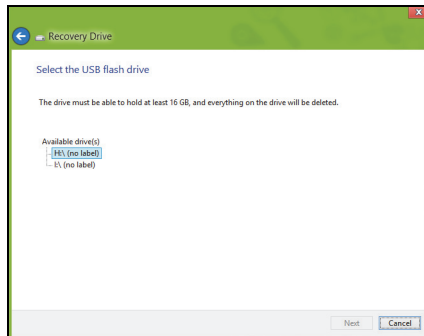 Recovery Drive
Select the USB flash drive
The drive must be able to hold at least 16 GB, and everything on the drive will be deleted.
Available drive(s)
H:\ (no label)
I:\ (no label)
Next
Cancel